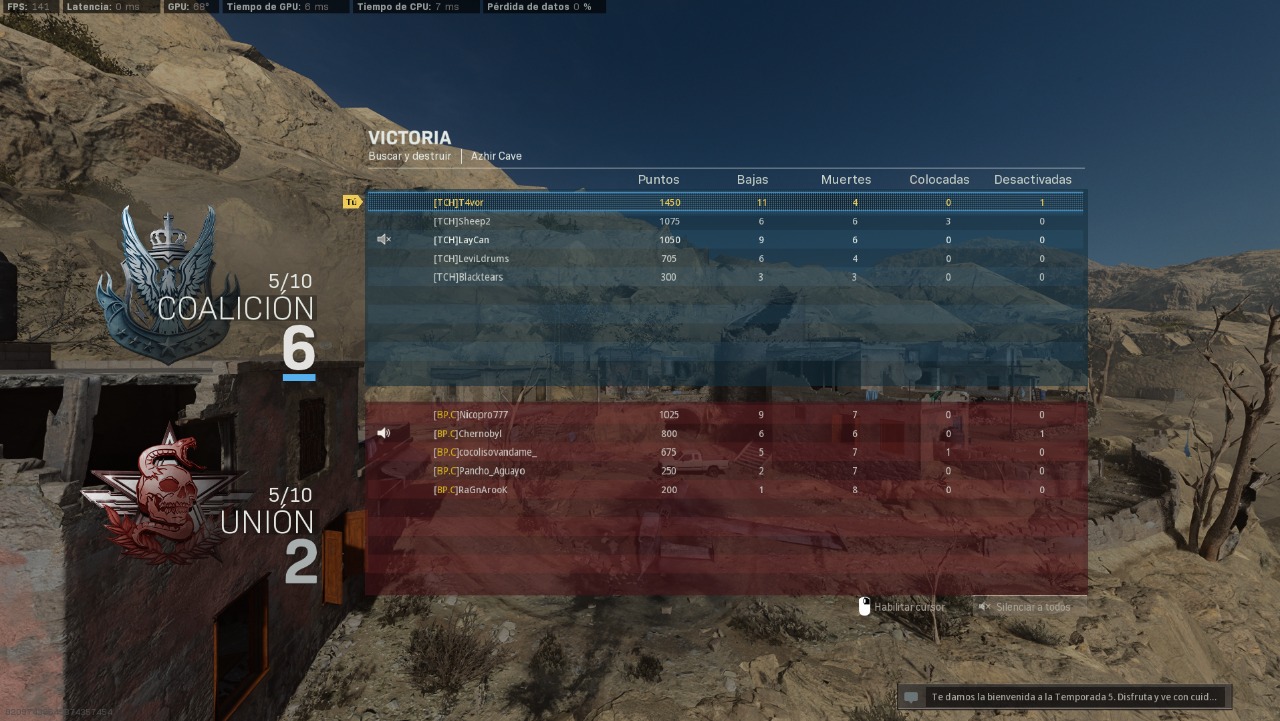 FPS: 141 Latencia: 0 ms GPU: 68° Tiempo de GPU: 6 ms Tiempo de CPU: 7 ms Pérdida de datos 0 %
VICTORIA
Buscar y destruir | Azhir Cave
Puntos Bajas Muertes Colocadas Desactivadas
Tú [TCH]T4vor 1450 11 4 0 1
[TCH]Sheep2 1075 6 6 3 0
[TCH]LayCan 1050 9 6 0 0
[TCH]LeviLdrums 705 6 4 0 0
[TCH]Blacktears 300 3 3 0 0
5/10
COALICIÓN
6
[BP.C]Nicopro777 1025 9 7 0 0
[BP.C]Chernobyl 800 6 6 0 1
[BP.C]cocolisovandame_ 675 5 7 1 0
[BP.C]Pancho_Aguayo 250 2 7 0 0
[BP.C]RaGnArooK 200 1 8 0 0
5/10
UNIÓN
2
Habilitar cursor Silenciar a todos
Te damos la bienvenida a la Temporada 5. Disfruta y ve con cuid...